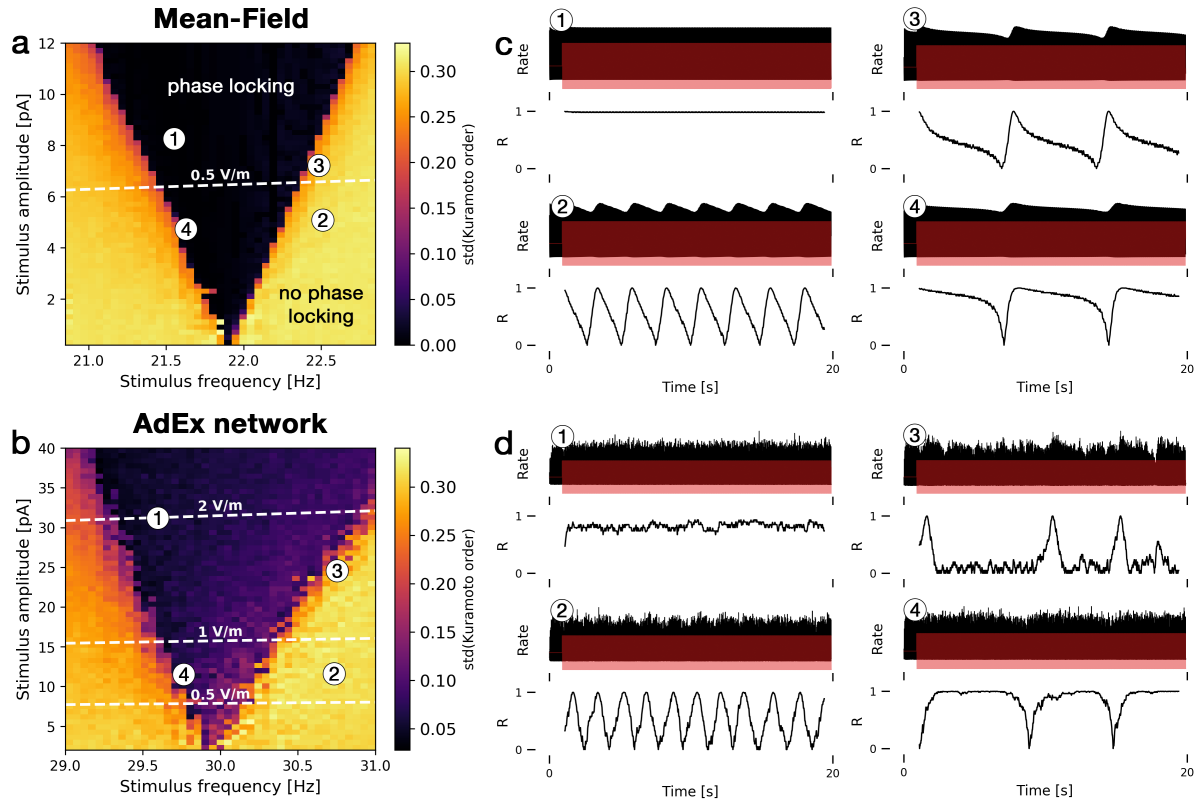 Mean-Field
a
Stimulus amplitude [pA]
12
10
8
6
4
2
phase locking
1
0.5 V/m
3
2
4
no phase
locking
21.0
21.5
22.0
22.5
Stimulus frequency [Hz]
0.30
0.25
0.20
0.15
0.10
0.05
0.00
std(Kuramoto order)
AdEx network
b
Stimulus amplitude [pA]
40
35
30
25
20
15
10
5
2 V/m
1
3
1 V/m
4
2
0.5 V/m
29.0
29.5
30.0
30.5
31.0
Stimulus frequency [Hz]
0.30
0.25
0.20
0.15
0.10
0.05
std(Kuramoto order)
c
1
Rate
R
1
0
2
Rate
R
1
0
0
20
Time [s]
3
Rate
R
1
0
4
Rate
R
1
0
0
20
Time [s]
d
1
Rate
R
1
0
2
Rate
R
1
0
0
20
Time [s]
3
Rate
R
1
0
4
Rate
R
1
0
0
20
Time [s]